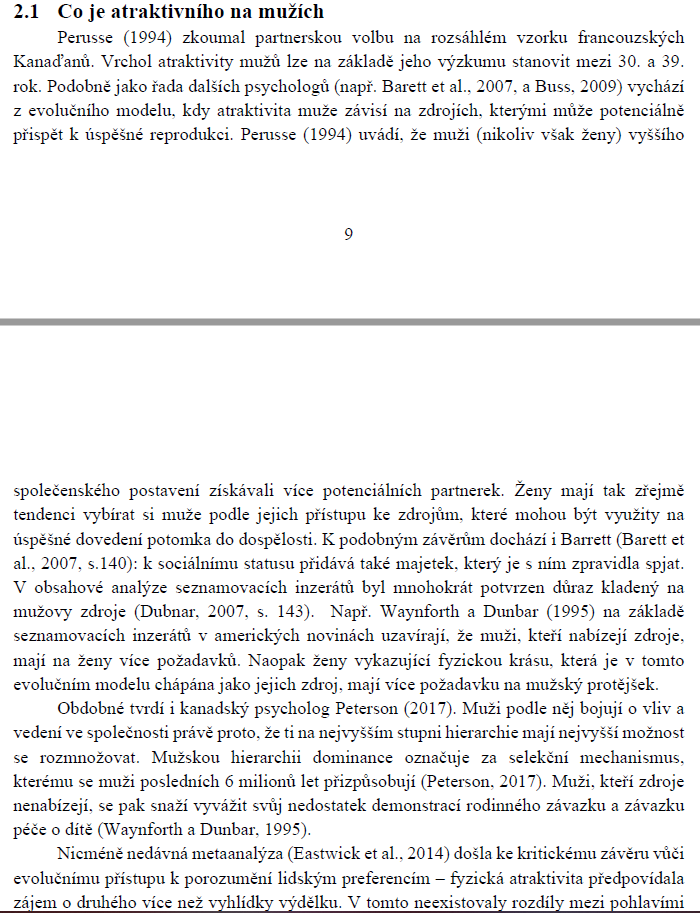 2.1 Co je atraktivního na mužích
Perusse (1994) zkoumal partnerskou volbu na rozsáhlém vzorku francouzských
Kanaďanů. Vrchol atraktivity mužů lze na základě jeho výzkumu stanovit mezi 30. a 39.
rok. Podobně jako řada dalších psychologů (např. Barett et al., 2007, a Buss, 2009) vychází
z evolučního modelu, kdy atraktivita muže závisí na zdrojích, kterými může potenciálně
přispět k úspěšné reprodukci. Perusse (1994) uvádí, že muži (nikoliv však ženy) vyššího
9
společenského postavení získávali více potenciálních partnerek. Ženy mají tak zřejmě
tendenci vybírat si muže podle jejich přístupu ke zdrojům, které mohou být využity na
úspěšné dovedení potomka do dospělosti. K podobným závěrům dochází i Barrett (Barett et
al., 2007, s.140): k sociálnímu statusu přidává také majetek, který je s ním zpravidla spjat.
V obsahové analýze seznamovacích inzerátů byl mnohokrát potvrzen důraz kladený na
mužovy zdroje (Dubnar, 2007, s. 143). Např. Waynforth a Dunbar (1995) na základě
seznamovacích inzerátů v amerických novinách uzavírají, že muži, kteří nabízejí zdroje,
mají na ženy více požadavků. Naopak ženy vykazující fyzickou krásu, která je v tomto
evolučním modelu chápána jako jejich zdroj, mají více požadavku na mužský protějšek.
Obdobné tvrdí i kanadský psycholog Peterson (2017). Muži podle něj bojují o vliv a
vedení ve společnosti právě proto, že ti na nejvyšším stupni hierarchie mají nejvyšší možnost
se rozmnožovat. Mužskou hierarchii dominance označuje za selekční mechanismus,
kterému se muži posledních 6 milionů let přizpůsobují (Peterson, 2017). Muži, kteří zdroje
nenabízejí, se pak snaží vyvážit svůj nedostatek demonstrací rodinného závazku a závazku
péče o dítě (Waynforth a Dunbar, 1995).
Nicméně nedávná metaanalýza (Eastwick et al., 2014) došla ke kritickému závěru vůči
evolučnímu přístupu k porozumění lidským preferencím – fyzická atraktivita předpovídala
zájem o druhého více než vyhlídky výdělku. V tomto neexistovaly rozdíly mezi pohlavími